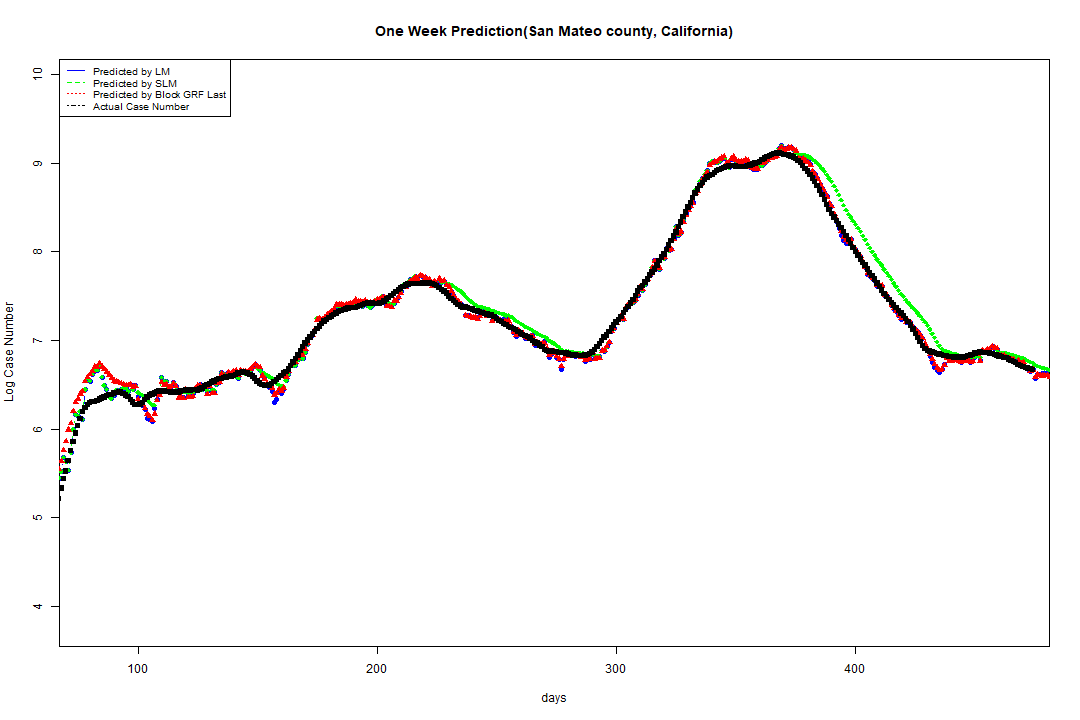 One Week Prediction(San Mateo county, California)
Predicted by LM
Predicted by SLM
Predicted by Block GRF Last
Actual Case Number
10
9
8
7
6
5
4
Log Case Number
100 200 300 400
days